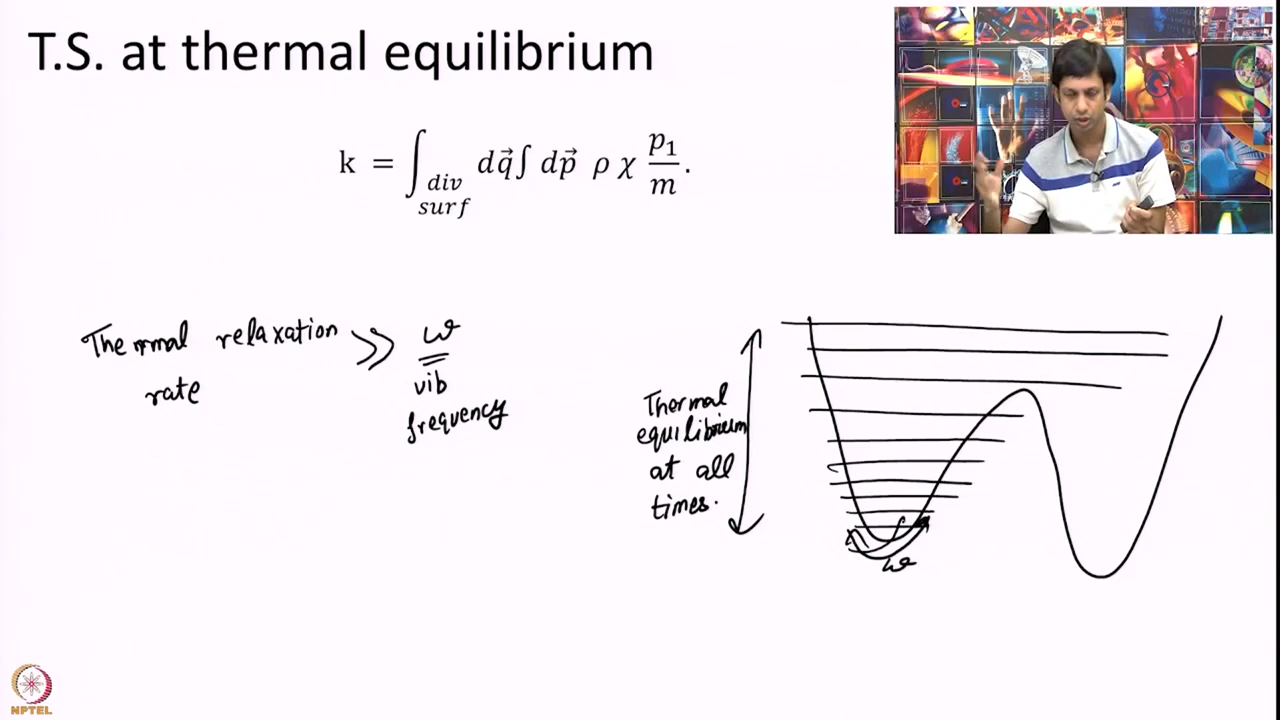 T.S. at thermal equilibrium
k = ∫ div surf dq⃗ ∫ dp⃗ ρ χ p₁/m.
Thermal relaxation rate ≫ ω
vib
frequency
Thermal
equilibrium
at all
times.
ω
NPTEL